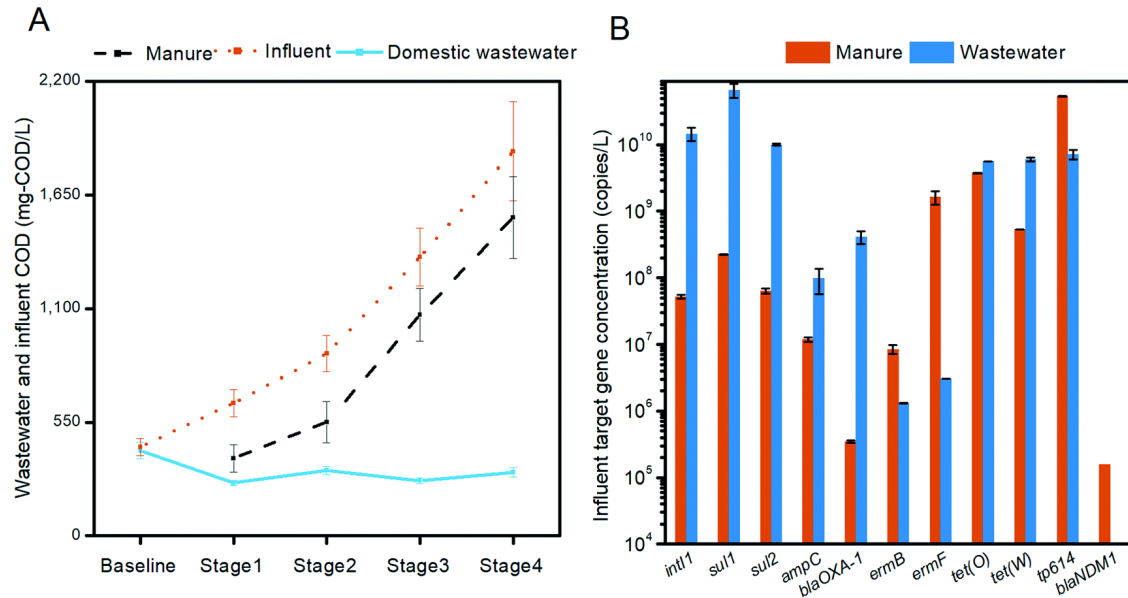 A
Manure Influent Domestic wastewater
Wastewater and influent COD (mg-COD/L)
2,200
1,650
1,100
550
0
Baseline Stage1 Stage2 Stage3 Stage4
B
Manure Wastewater
Influent target gene concentration (copies/L)
10^10
10^9
10^8
10^7
10^6
10^5
10^4
intI1 sul1 sul2 ampC blaOXA-1 ermB ermF tet(O) tet(W) tp614 blaNDM1